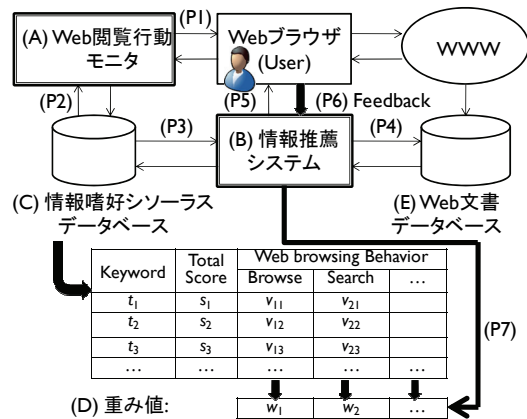 (P1)
(A) Web閲覧行動
モニタ
Webブラウザ
(User)
WWW
(P2)
(P5)
(P6) Feedback
(P3)
(B) 情報推薦
システム
(P4)
(C) 情報嗜好シソーラス
データベース
(E) Web文書
データベース
Keyword Total Score Web browsing Behavior
Browse Search …
t1 s1 v11 v21
t2 s2 v12 v22
t3 s3 v13 v23
… … … … …
(P7)
(D) 重み値: w1 w2 …